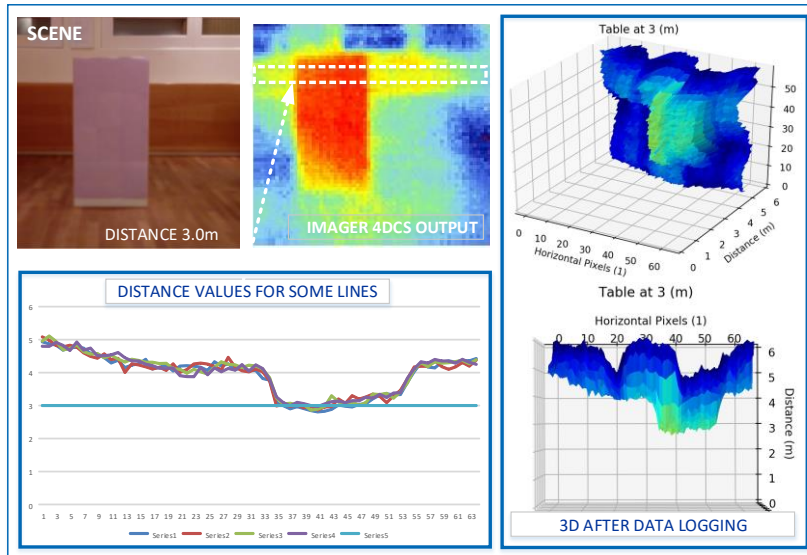 SCENE
DISTANCE 3.0m
IMAGER 4DCS OUTPUT
DISTANCE VALUES FOR SOME LINES
6
5
4
3
2
1
0
1 3 5 7 9 11 13 15 17 19 21 23 25 27 29 31 33 35 37 39 41 43 45 47 49 51 53 55 57 59 61 63
Series1 Series2 Series3 Series4 Series5
Table at 3 (m)
50
40
30
20
10
0
0 10 20 30 40 50 60
Horizontal Pixels (1)
0 1 2 3 4 5 6
Distance (m)
Table at 3 (m)
Horizontal Pixels (1)
0 10 20 30 40 50 60
6
5
4
3
2
1
0
Distance (m)
3D AFTER DATA LOGGING